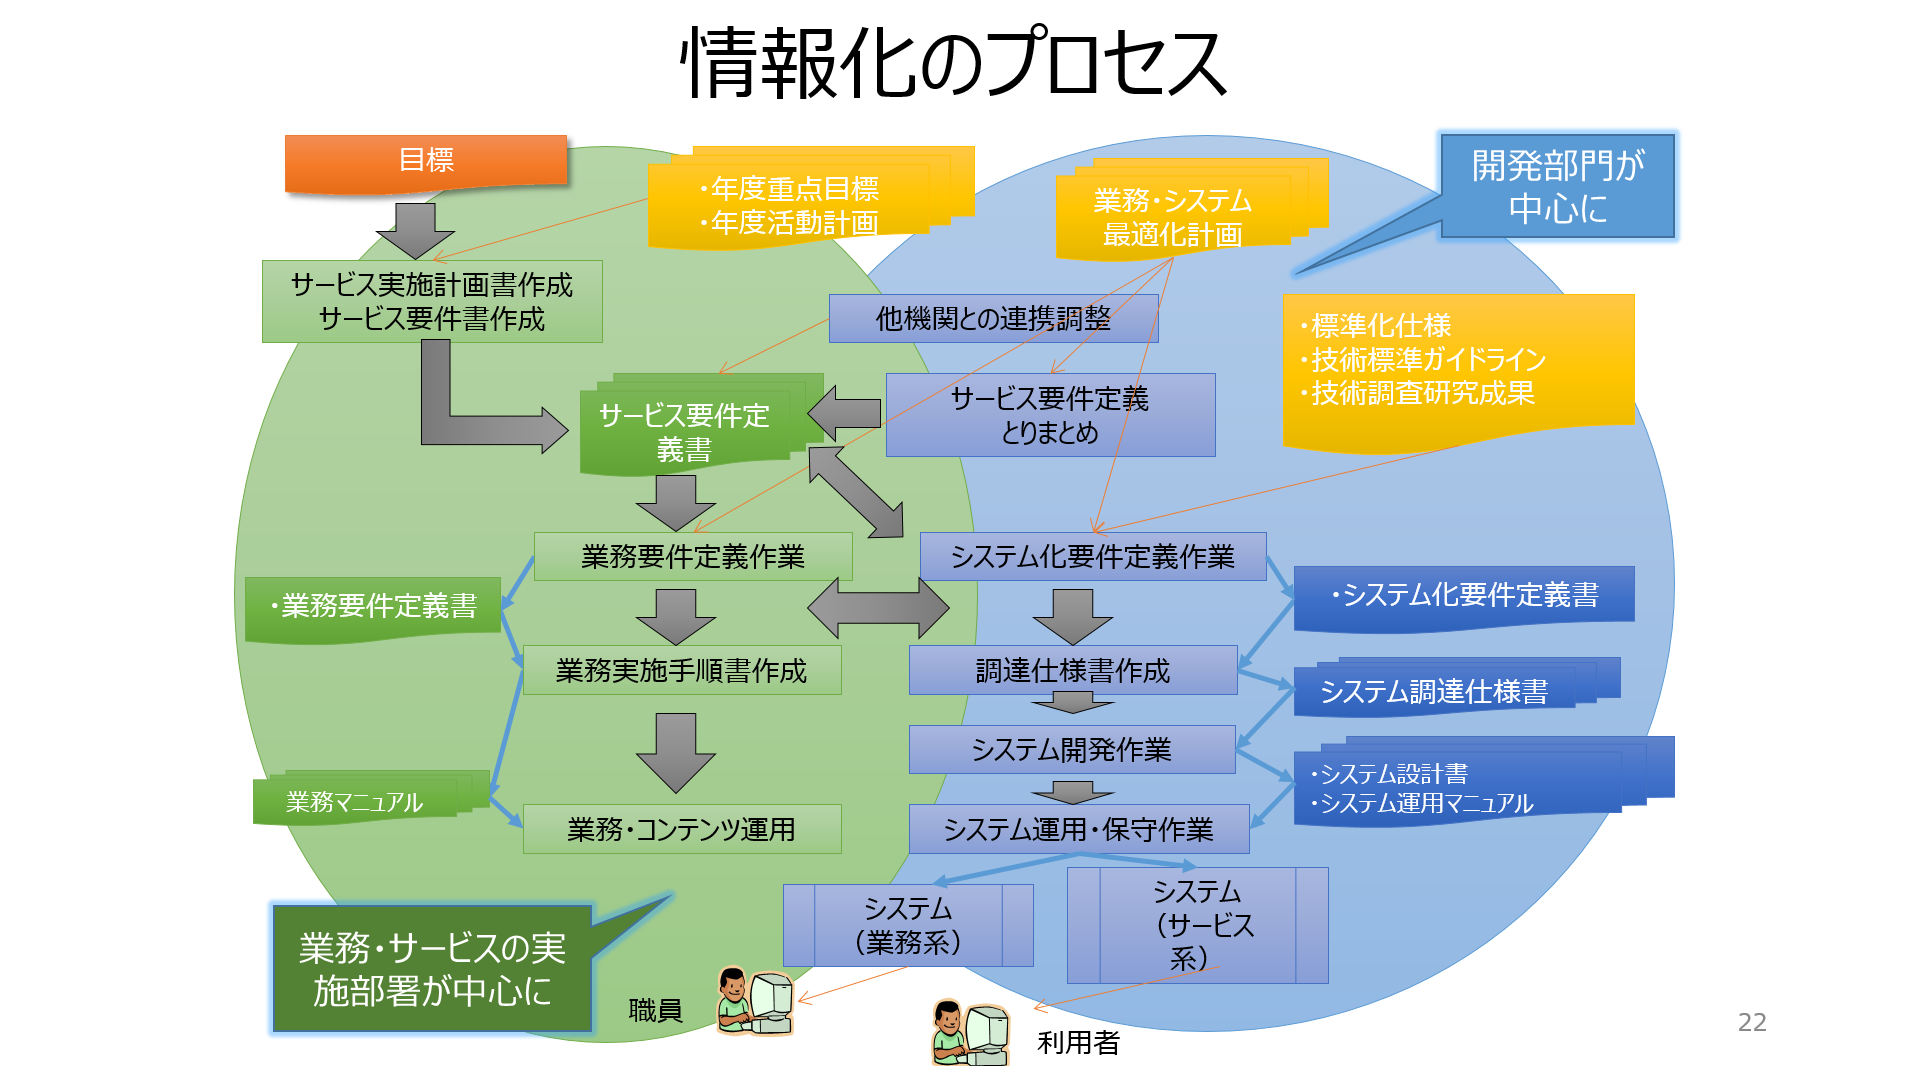 情報化のプロセス
目標
・年度重点目標
・年度活動計画
業務・システム
最適化計画
開発部門が
中心に
サービス実施計画書作成
サービス要件書作成
他機関との連携調整
・標準化仕様
・技術標準ガイドライン
・技術調査研究成果
サービス要件定
義書
サービス要件定義
とりまとめ
業務要件定義作業
システム化要件定義作業
・業務要件定義書
・システム化要件定義書
業務実施手順書作成
調達仕様書作成
システム調達仕様書
システム開発作業
・システム設計書
・システム運用マニュアル
業務マニュアル
業務・コンテンツ運用
システム運用・保守作業
システム
（業務系）
システム
（サービス
系）
業務・サービスの実
施部署が中心に
職員
利用者
22